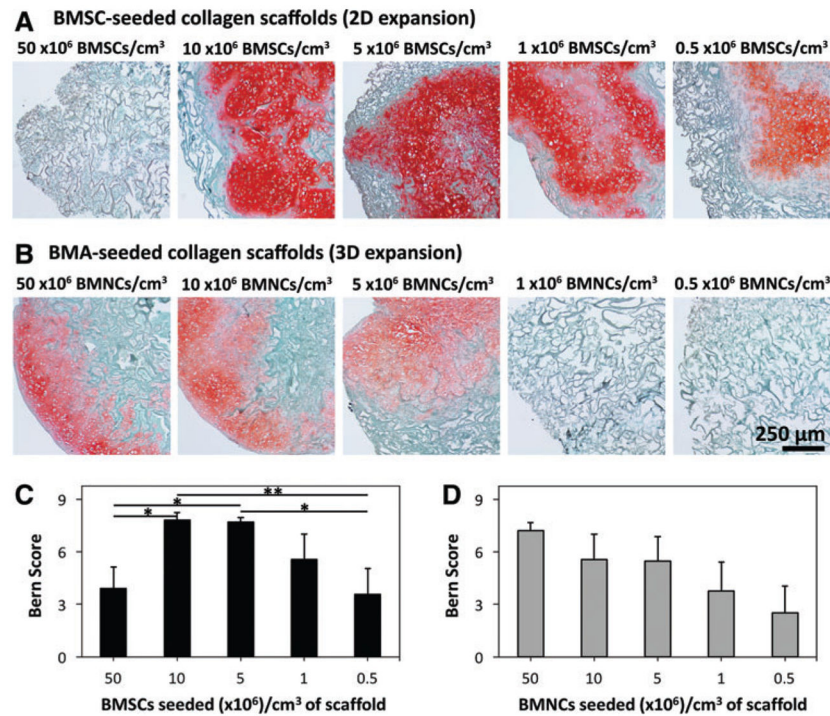 A BMSC-seeded collagen scaffolds (2D expansion)
50 x10⁶ BMSCs/cm³ 10 x10⁶ BMSCs/cm³ 5 x10⁶ BMSCs/cm³ 1 x10⁶ BMSCs/cm³ 0.5 x10⁶ BMSCs/cm³
B BMA-seeded collagen scaffolds (3D expansion)
50 x10⁶ BMNCs/cm³ 10 x10⁶ BMNCs/cm³ 5 x10⁶ BMNCs/cm³ 1 x10⁶ BMNCs/cm³ 0.5 x10⁶ BMNCs/cm³
250 µm
C
9
6
3
0
Bern Score
**
*
*
*
50 10 5 1 0.5
BMSCs seeded (x10⁶)/cm³ of scaffold
D
9
6
3
0
Bern Score
50 10 5 1 0.5
BMNCs seeded (x10⁶)/cm³ of scaffold